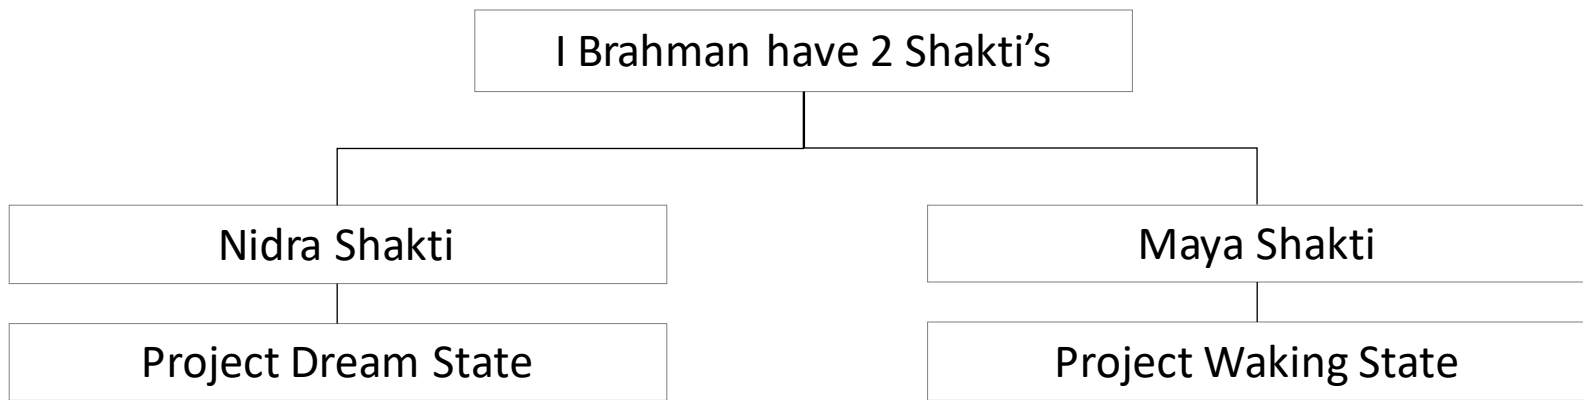 I Brahman have 2 Shakti’s
Nidra Shakti
Maya Shakti
Project Dream State
Project Waking State